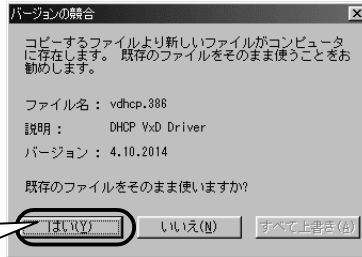 バージョンの競合
コピーするファイルより新しいファイルがコンピュータ
に存在します。 既存のファイルをそのまま使うことをお
勧めします。
ファイル名： vdhcp.386
説明： DHCP VxD Driver
バージョン： 4.10.2014
既存のファイルをそのまま使いますか?
はい(Y) いいえ(N) すべて上書き(A)